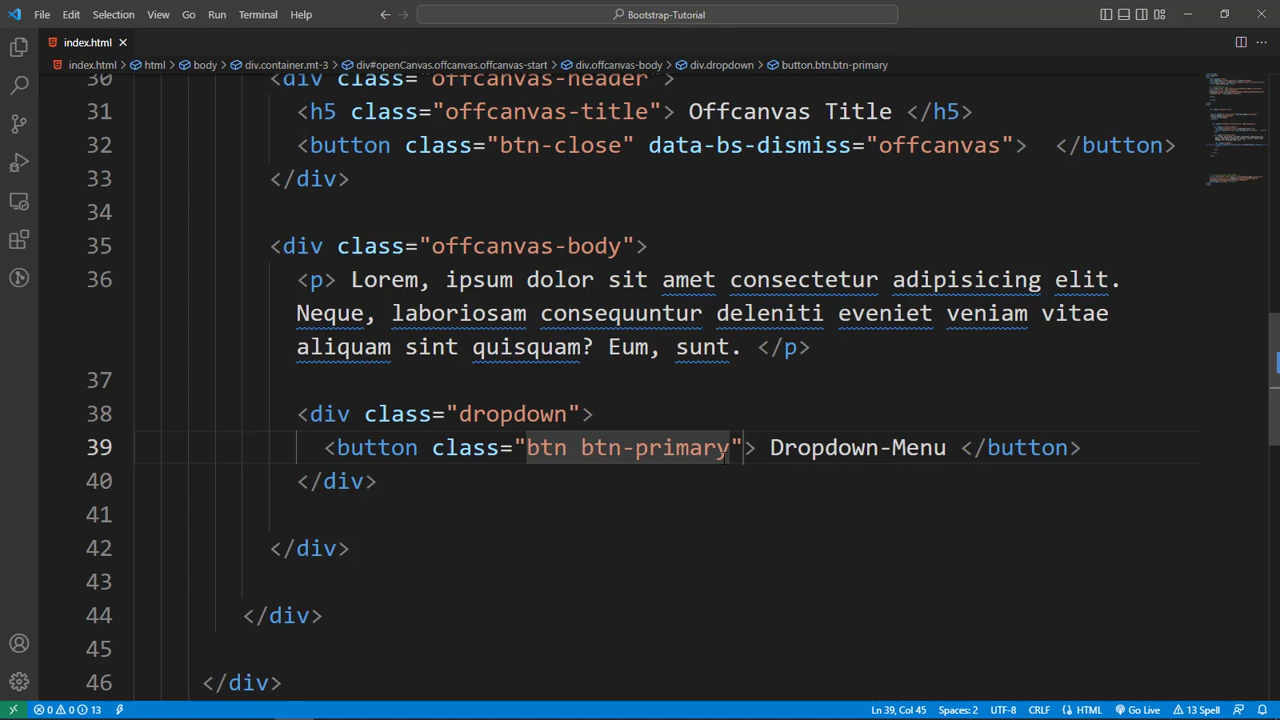 File Edit Selection View Go Run Terminal Help
Bootstrap-Tutorial
index.html
index.html html body div.container.mt-3 div#openCanvas.offcanvas.offcanvas-start div.offcanvas-body div.dropdown button.btn.btn-primary
30 <div class="offcanvas-header">
31 <h5 class="offcanvas-title"> Offcanvas Title </h5>
32 <button class="btn-close" data-bs-dismiss="offcanvas"> </button>
33 </div>
34
35 <div class="offcanvas-body">
36 <p> Lorem, ipsum dolor sit amet consectetur adipisicing elit.
Neque, laboriosam consequuntur deleniti eveniet veniam vitae
aliquam sint quisquam? Eum, sunt. </p>
37
38 <div class="dropdown">
39 <button class="btn btn-primary"> Dropdown-Menu </button>
40 </div>
41
42 </div>
43
44 </div>
45
46 </div>
0 0 13 Ln 39, Col 45 Spaces: 2 UTF-8 CRLF HTML Go Live 13 Spell